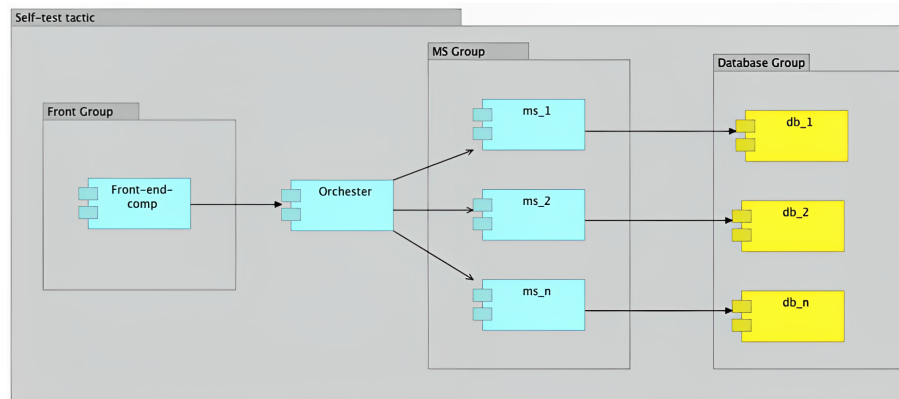 Self-test tactic
MS Group
Database Group
Front Group
ms_1
db_1
Front-end-
comp
Orchester
ms_2
db_2
ms_n
db_n